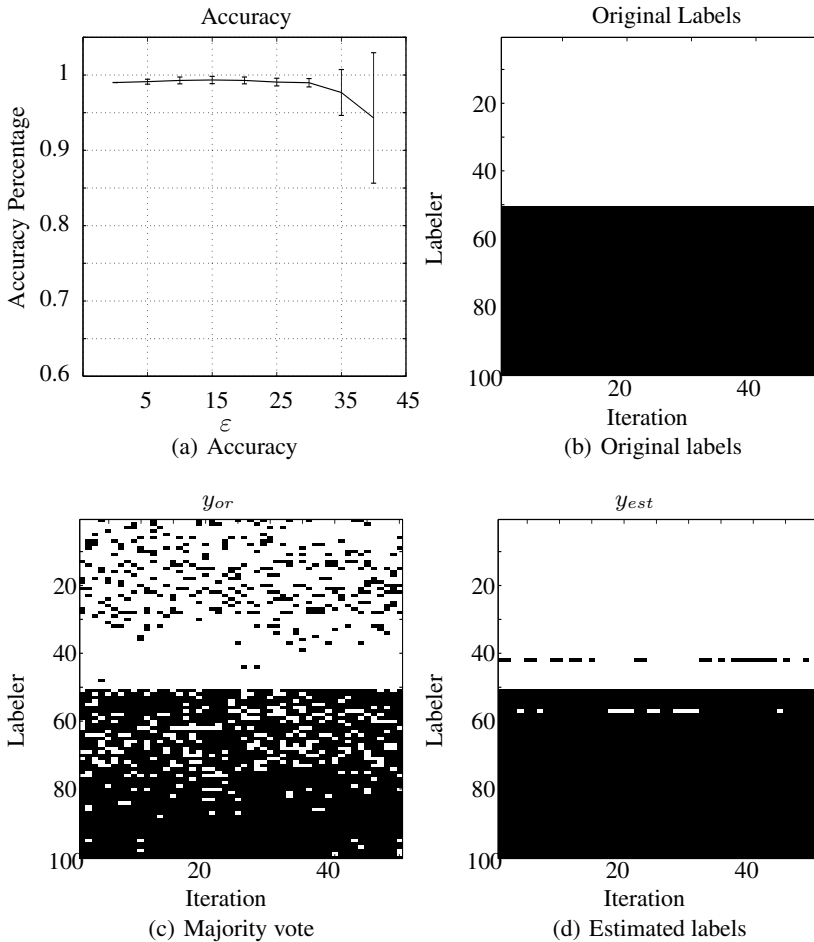 Accuracy
1
0.9
0.8
0.7
0.6
Accuracy Percentage
5
15
25
35
45
ε
(a) Accuracy
Original Labels
20
40
60
80
100
Labeler
20
40
Iteration
(b) Original labels
y_or
20
40
60
80
100
Labeler
20
40
Iteration
(c) Majority vote
y_est
20
40
60
80
100
Labeler
20
40
Iteration
(d) Estimated labels